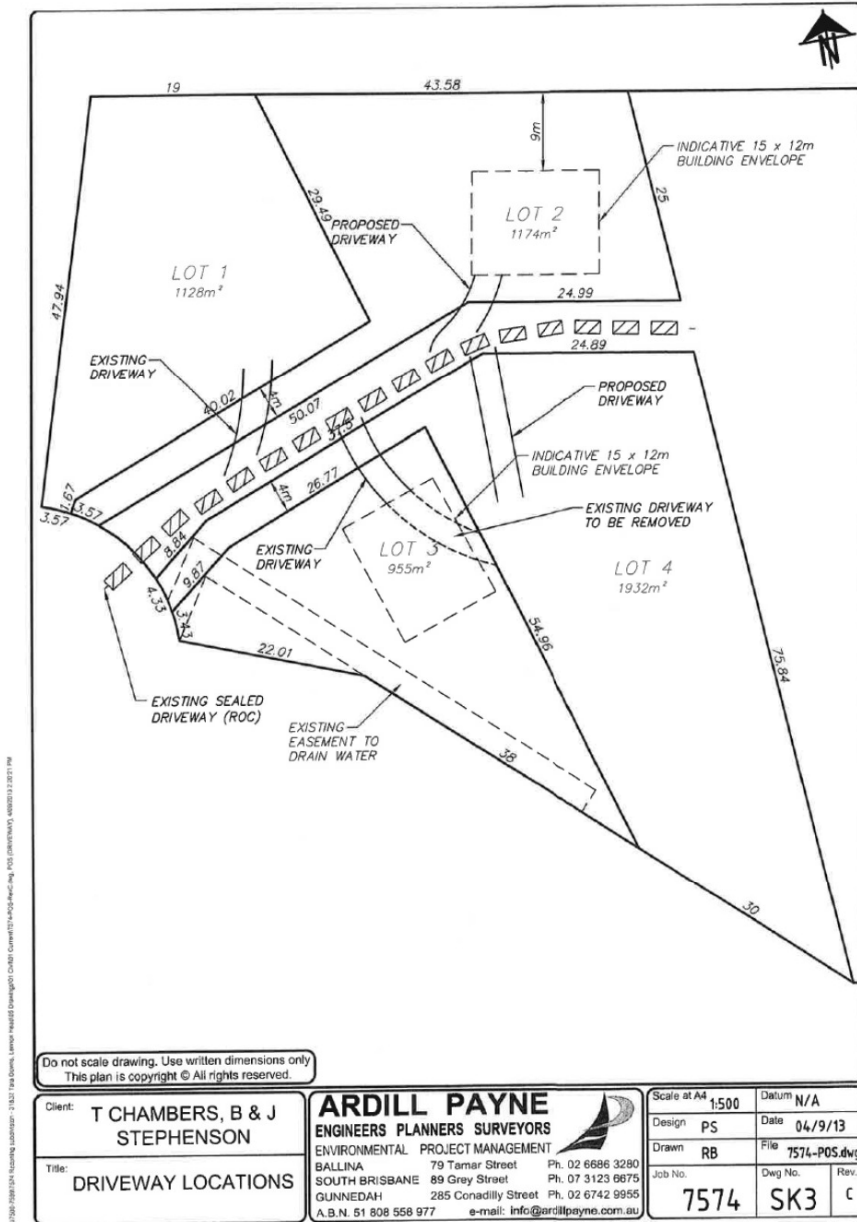 N
19
43.58
9m
INDICATIVE 15 x 12m
BUILDING ENVELOPE
25
29.49
LOT 2
1174m²
PROPOSED
DRIVEWAY
LOT 1
1128m²
47.94
24.99
EXISTING
DRIVEWAY
24.89
40.02
4m
50.07
PROPOSED
DRIVEWAY
37.5
INDICATIVE 15 x 12m
BUILDING ENVELOPE
26.77
4m
EXISTING DRIVEWAY
TO BE REMOVED
1.67
3.57
3.57
8.84
EXISTING
DRIVEWAY
LOT 3
955m²
LOT 4
1932m²
9.87
4.33
3.43
22.01
54.96
75.84
EXISTING SEALED
DRIVEWAY (ROC)
EXISTING
EASEMENT TO
DRAIN WATER
38
30
Do not scale drawing. Use written dimensions only
This plan is copyright © All rights reserved.
Client:
T CHAMBERS, B & J
STEPHENSON
Title:
DRIVEWAY LOCATIONS
ARDILL PAYNE
ENGINEERS PLANNERS SURVEYORS
ENVIRONMENTAL PROJECT MANAGEMENT
BALLINA 79 Tamar Street Ph. 02 6686 3280
SOUTH BRISBANE 89 Grey Street Ph. 07 3123 6675
GUNNEDAH 285 Conadilly Street Ph. 02 6742 9955
A.B.N. 51 808 558 977 e-mail: info@ardillpayne.com.au
Scale at A4 1:500 Datum N/A
Design PS Date 04/9/13
Drawn RB File 7574-POS.dwg
Job No. Dwg No. Rev.
7574 SK3 C